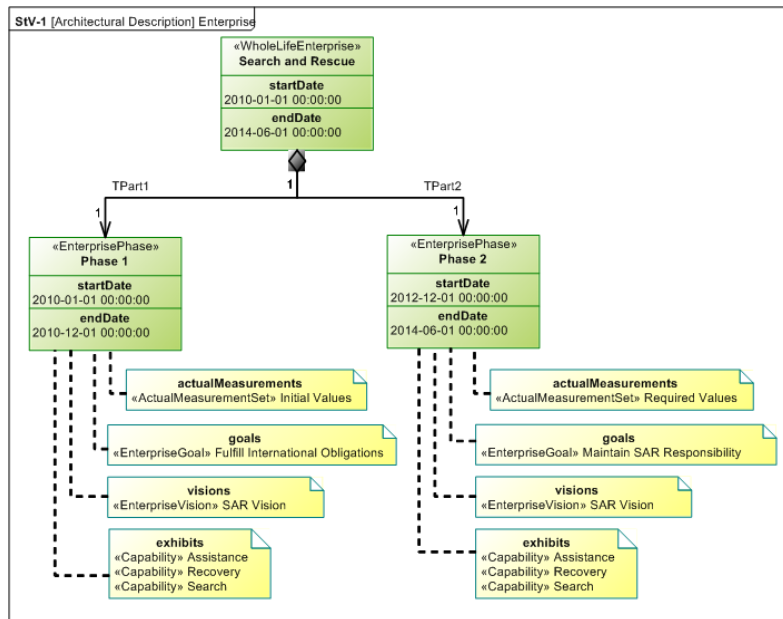 StV-1 [Architectural Description] Enterprise
«WholeLifeEnterprise»
Search and Rescue
startDate
2010-01-01 00:00:00
endDate
2014-06-01 00:00:00
1
TPart1
TPart2
1
1
«EnterprisePhase»
Phase 1
startDate
2010-01-01 00:00:00
endDate
2010-12-01 00:00:00
«EnterprisePhase»
Phase 2
startDate
2012-12-01 00:00:00
endDate
2014-06-01 00:00:00
actualMeasurements
«ActualMeasurementSet» Initial Values
goals
«EnterpriseGoal» Fulfill International Obligations
visions
«EnterpriseVision» SAR Vision
exhibits
«Capability» Assistance
«Capability» Recovery
«Capability» Search
actualMeasurements
«ActualMeasurementSet» Required Values
goals
«EnterpriseGoal» Maintain SAR Responsibility
visions
«EnterpriseVision» SAR Vision
exhibits
«Capability» Assistance
«Capability» Recovery
«Capability» Search